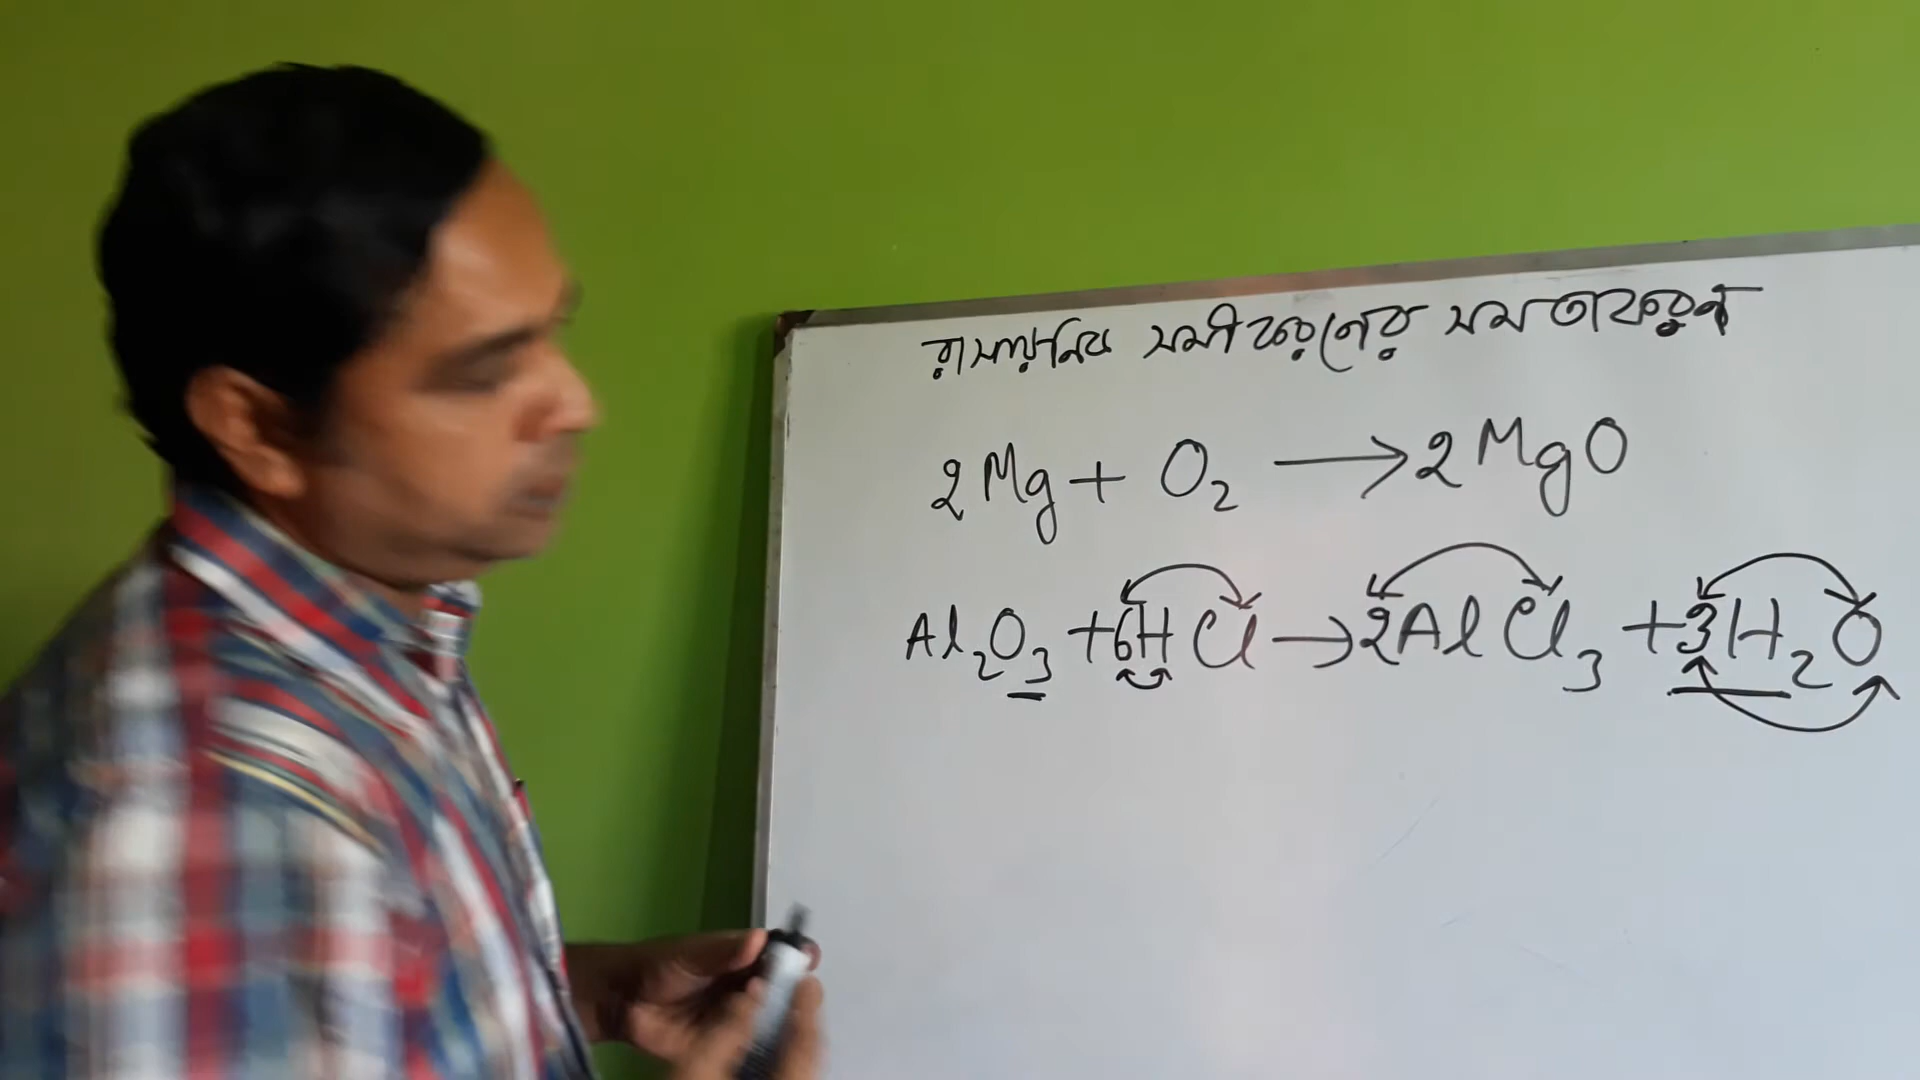 রাসায়নিক সমীকরণের সমতাকরণ
2Mg + O₂ → 2MgO
Al₂O₃ + 6HCl → 2AlCl₃ + 3H₂O